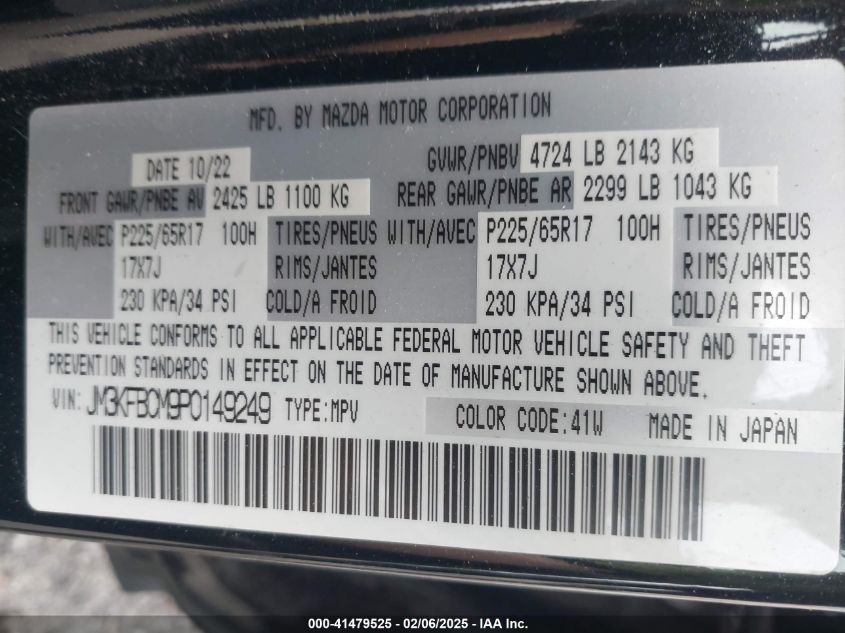 MFD. BY MAZDA MOTOR CORPORATION
DATE 10/22 GVWR/PNBV 4724 LB 2143 KG
FRONT GAWR/PNBE AV 2425 LB 1100 KG REAR GAWR/PNBE AR 2299 LB 1043 KG
WITH/AVEC P225/65R17 100H TIRES/PNEUS WITH/AVEC P225/65R17 100H TIRES/PNEUS
17X7J RIMS/JANTES 17X7J RIMS/JANTES
230 KPA/34 PSI COLD/A FROID 230 KPA/34 PSI COLD/A FROID
THIS VEHICLE CONFORMS TO ALL APPLICABLE FEDERAL MOTOR VEHICLE SAFETY AND THEFT
PREVENTION STANDARDS IN EFFECT ON THE DATE OF MANUFACTURE SHOWN ABOVE.
VIN: JM3KFBCM9P0149249 TYPE:MPV COLOR CODE:41W MADE IN JAPAN
000-41479525 - 02/06/2025 - IAA Inc.